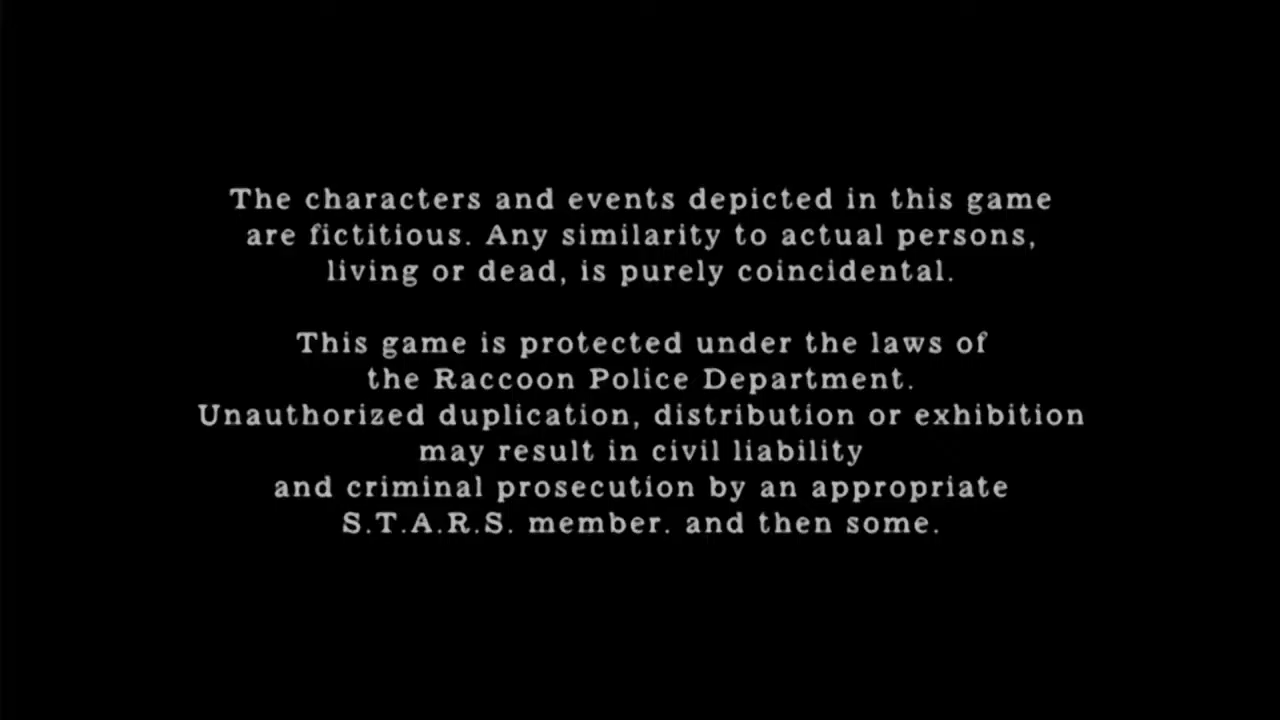 The characters and events depicted in this game
are fictitious. Any similarity to actual persons,
living or dead, is purely coincidental.
This game is protected under the laws of
the Raccoon Police Department.
Unauthorized duplication, distribution or exhibition
may result in civil liability
and criminal prosecution by an appropriate
S.T.A.R.S. member. and then some.